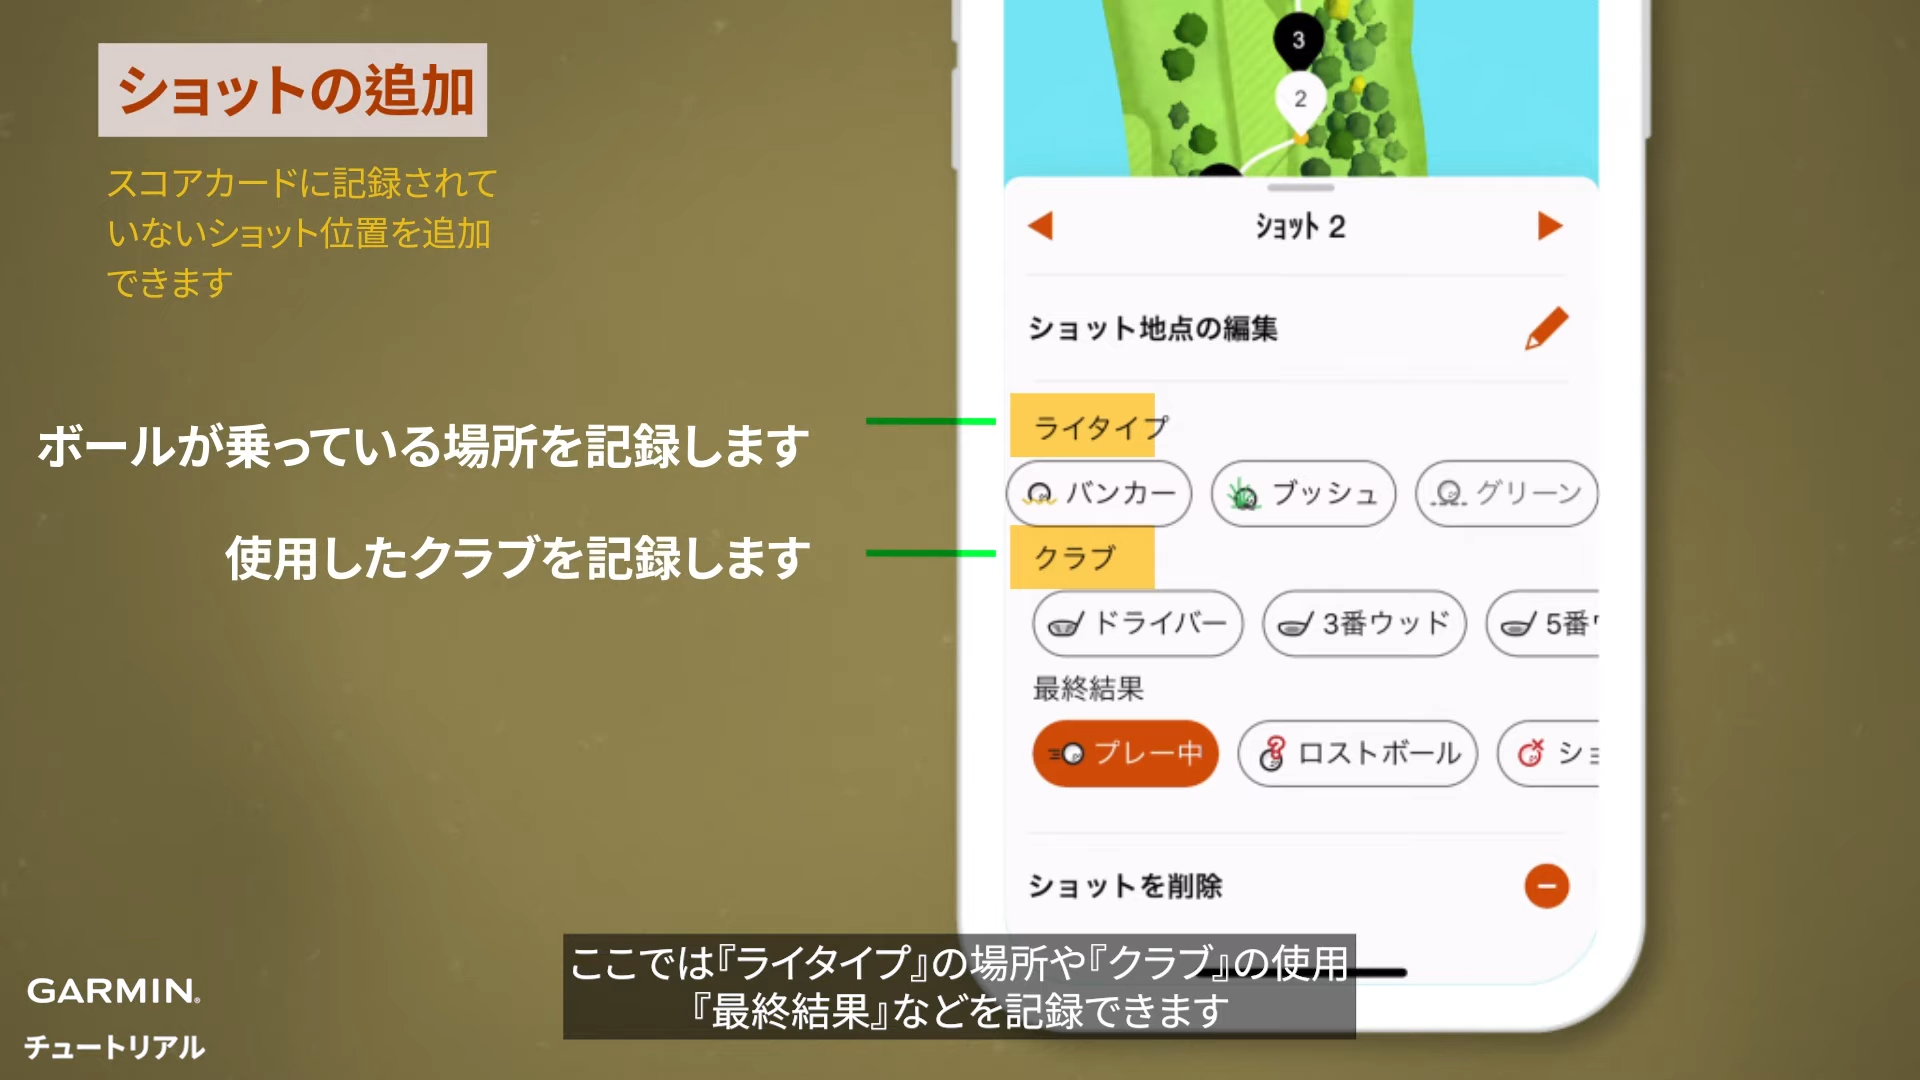 ショットの追加
スコアカードに記録されて
いないショット位置を追加
できます
ボールが乗っている場所を記録します
使用したクラブを記録します
3
2
ショット 2
ショット地点の編集
ライタイプ
バンカー ブッシュ グリーン
クラブ
ドライバー 3番ウッド 5番
最終結果
プレー中 ロストボール ショ
ショットを削除
ここでは『ライタイプ』の場所や『クラブ』の使用
『最終結果』などを記録できます
GARMIN
チュートリアル